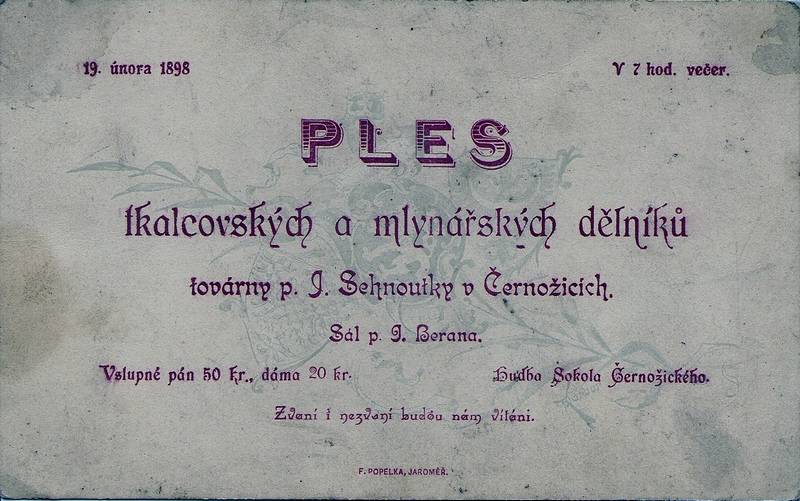 19. února 1898
V 7 hod. večer.
PLES
tkalcovských a mlynářských dělníků
továrny p. J. Sehnoutky v Černožicích.
Sál p. J. Berana.
Vstupné pán 50 kr., dáma 20 kr.
Hudba Sokola Černožického.
Zvaní i nezvaní budou nám vítáni.
F. POPELKA, JAROMĚŘ.